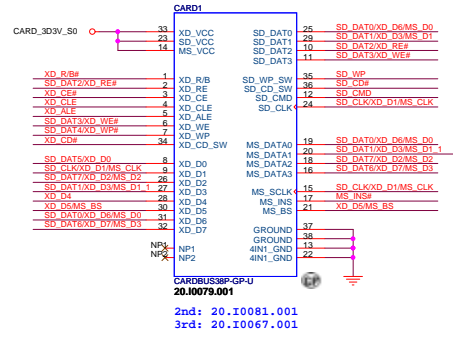 CARD1
CARD_3D3V_S0
33 XD_VCC
23 SD_VCC
14 MS_VCC
SD_DAT0 25 SD_DAT0/XD_D6/MS_D0
SD_DAT1 29 SD_DAT1/XD_D3/MS_D1
SD_DAT2 10 SD_DAT2/XD_RE#
SD_DAT3 11 SD_DAT3/XD_WE#
XD_R/B# 1 XD_R/B
SD_DAT2/XD_RE# 2 XD_RE
XD_CE# 3 XD_CE
XD_CLE 4 XD_CLE
XD_ALE 5 XD_ALE
SD_DAT3/XD_WE# 6 XD_WE
SD_DAT4/XD_WP# 7 XD_WP
XD_CD# 34 XD_CD_SW
SD_WP_SW 35 SD_WP
SD_CD_SW 36 SD_CD#
SD_CMD 12 SD_CMD
SD_CLK 24 SD_CLK/XD_D1/MS_CLK
SD_DAT5/XD_D0 8 XD_D0
SD_CLK/XD_D1/MS_CLK 9 XD_D1
SD_DAT7/XD_D2/MS_D2 26 XD_D2
SD_DAT1/XD_D3/MS_D1_1 27 XD_D3
XD_D4 28 XD_D4
XD_D5/MS_BS 30 XD_D5
SD_DAT0/XD_D6/MS_D0 31 XD_D6
SD_DAT6/XD_D7/MS_D3 32 XD_D7
MS_DATA0 19 SD_DAT0/XD_D6/MS_D0
MS_DATA1 20 SD_DAT1/XD_D3/MS_D1_1
MS_DATA2 18 SD_DAT7/XD_D2/MS_D2
MS_DATA3 16 SD_DAT6/XD_D7/MS_D3
MS_SCLK 15 SD_CLK/XD_D1/MS_CLK
MS_INS 17 MS_INS#
MS_BS 21 XD_D5/MS_BS
NP1 NP1
NP2 NP2
GROUND 37
GROUND 38
4IN1_GND 13
4IN1_GND 22
CARDBUS38P-GP-U
20.I0079.001
2nd: 20.I0081.001
3rd: 20.I0067.001